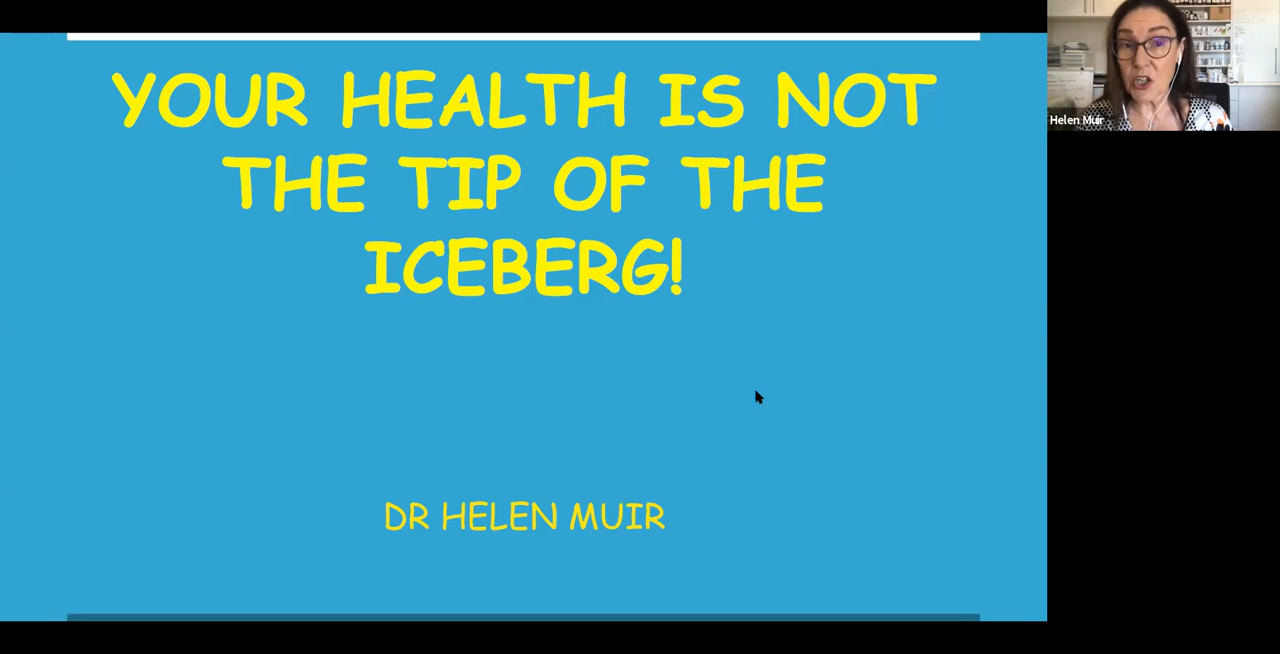 YOUR HEALTH IS NOT
THE TIP OF THE
ICEBERG!
DR HELEN MUIR
Helen Muir